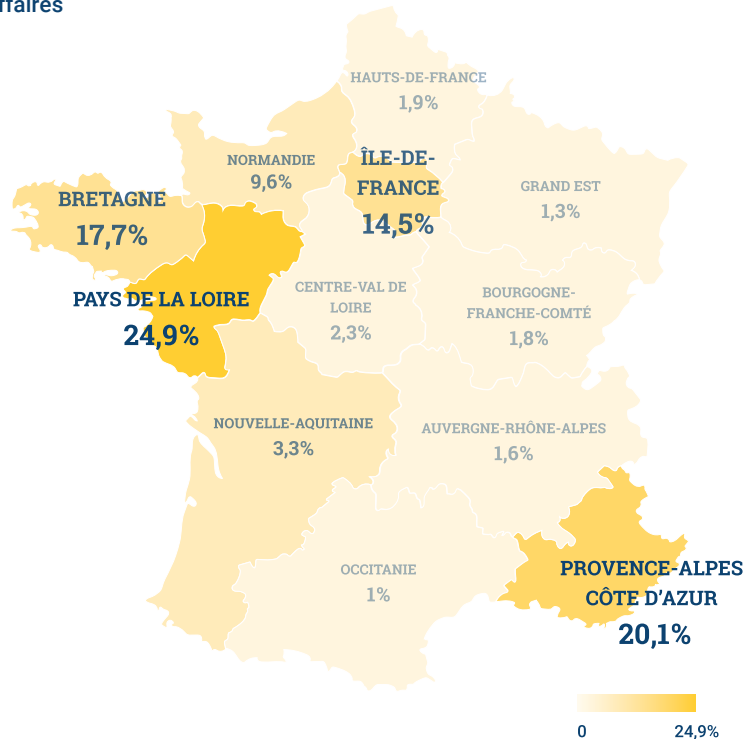 ffaires
HAUTS-DE-FRANCE
1,9%
NORMANDIE
9,6%
ÎLE-DE-
FRANCE
14,5%
GRAND EST
1,3%
BRETAGNE
17,7%
PAYS DE LA LOIRE
24,9%
CENTRE-VAL DE
LOIRE
2,3%
BOURGOGNE-
FRANCHE-COMTÉ
1,8%
NOUVELLE-AQUITAINE
3,3%
AUVERGNE-RHÔNE-ALPES
1,6%
OCCITANIE
1%
PROVENCE-ALPES
CÔTE D'AZUR
20,1%
0
24,9%